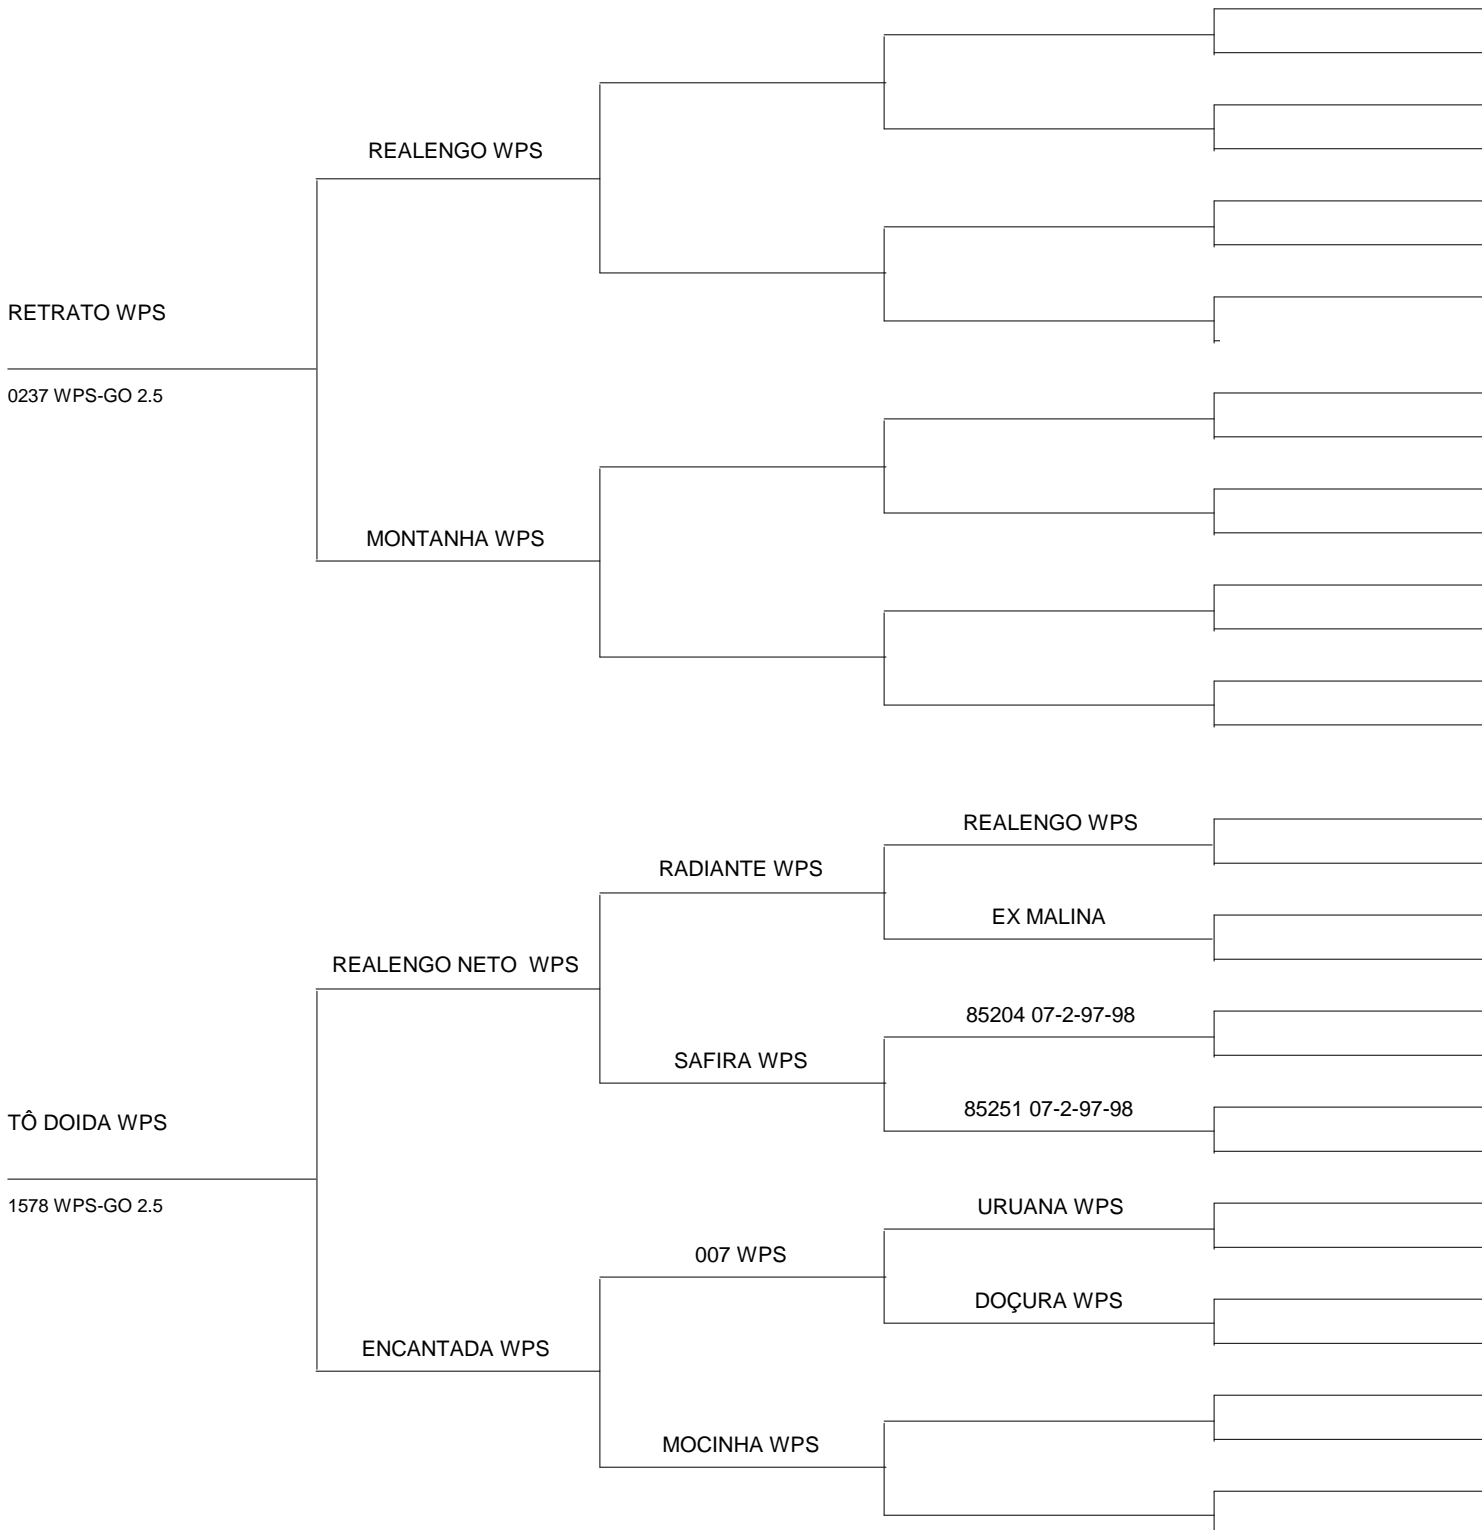 REALENGO WPS
RETRATO WPS
0237 WPS-GO 2.5
MONTANHA WPS
REALENGO WPS
RADIANTE WPS
EX MALINA
REALENGO NETO  WPS
85204 07-2-97-98
SAFIRA WPS
85251 07-2-97-98
TÔ DOIDA WPS
1578 WPS-GO 2.5
URUANA WPS
007 WPS
DOÇURA WPS
ENCANTADA WPS
MOCINHA WPS